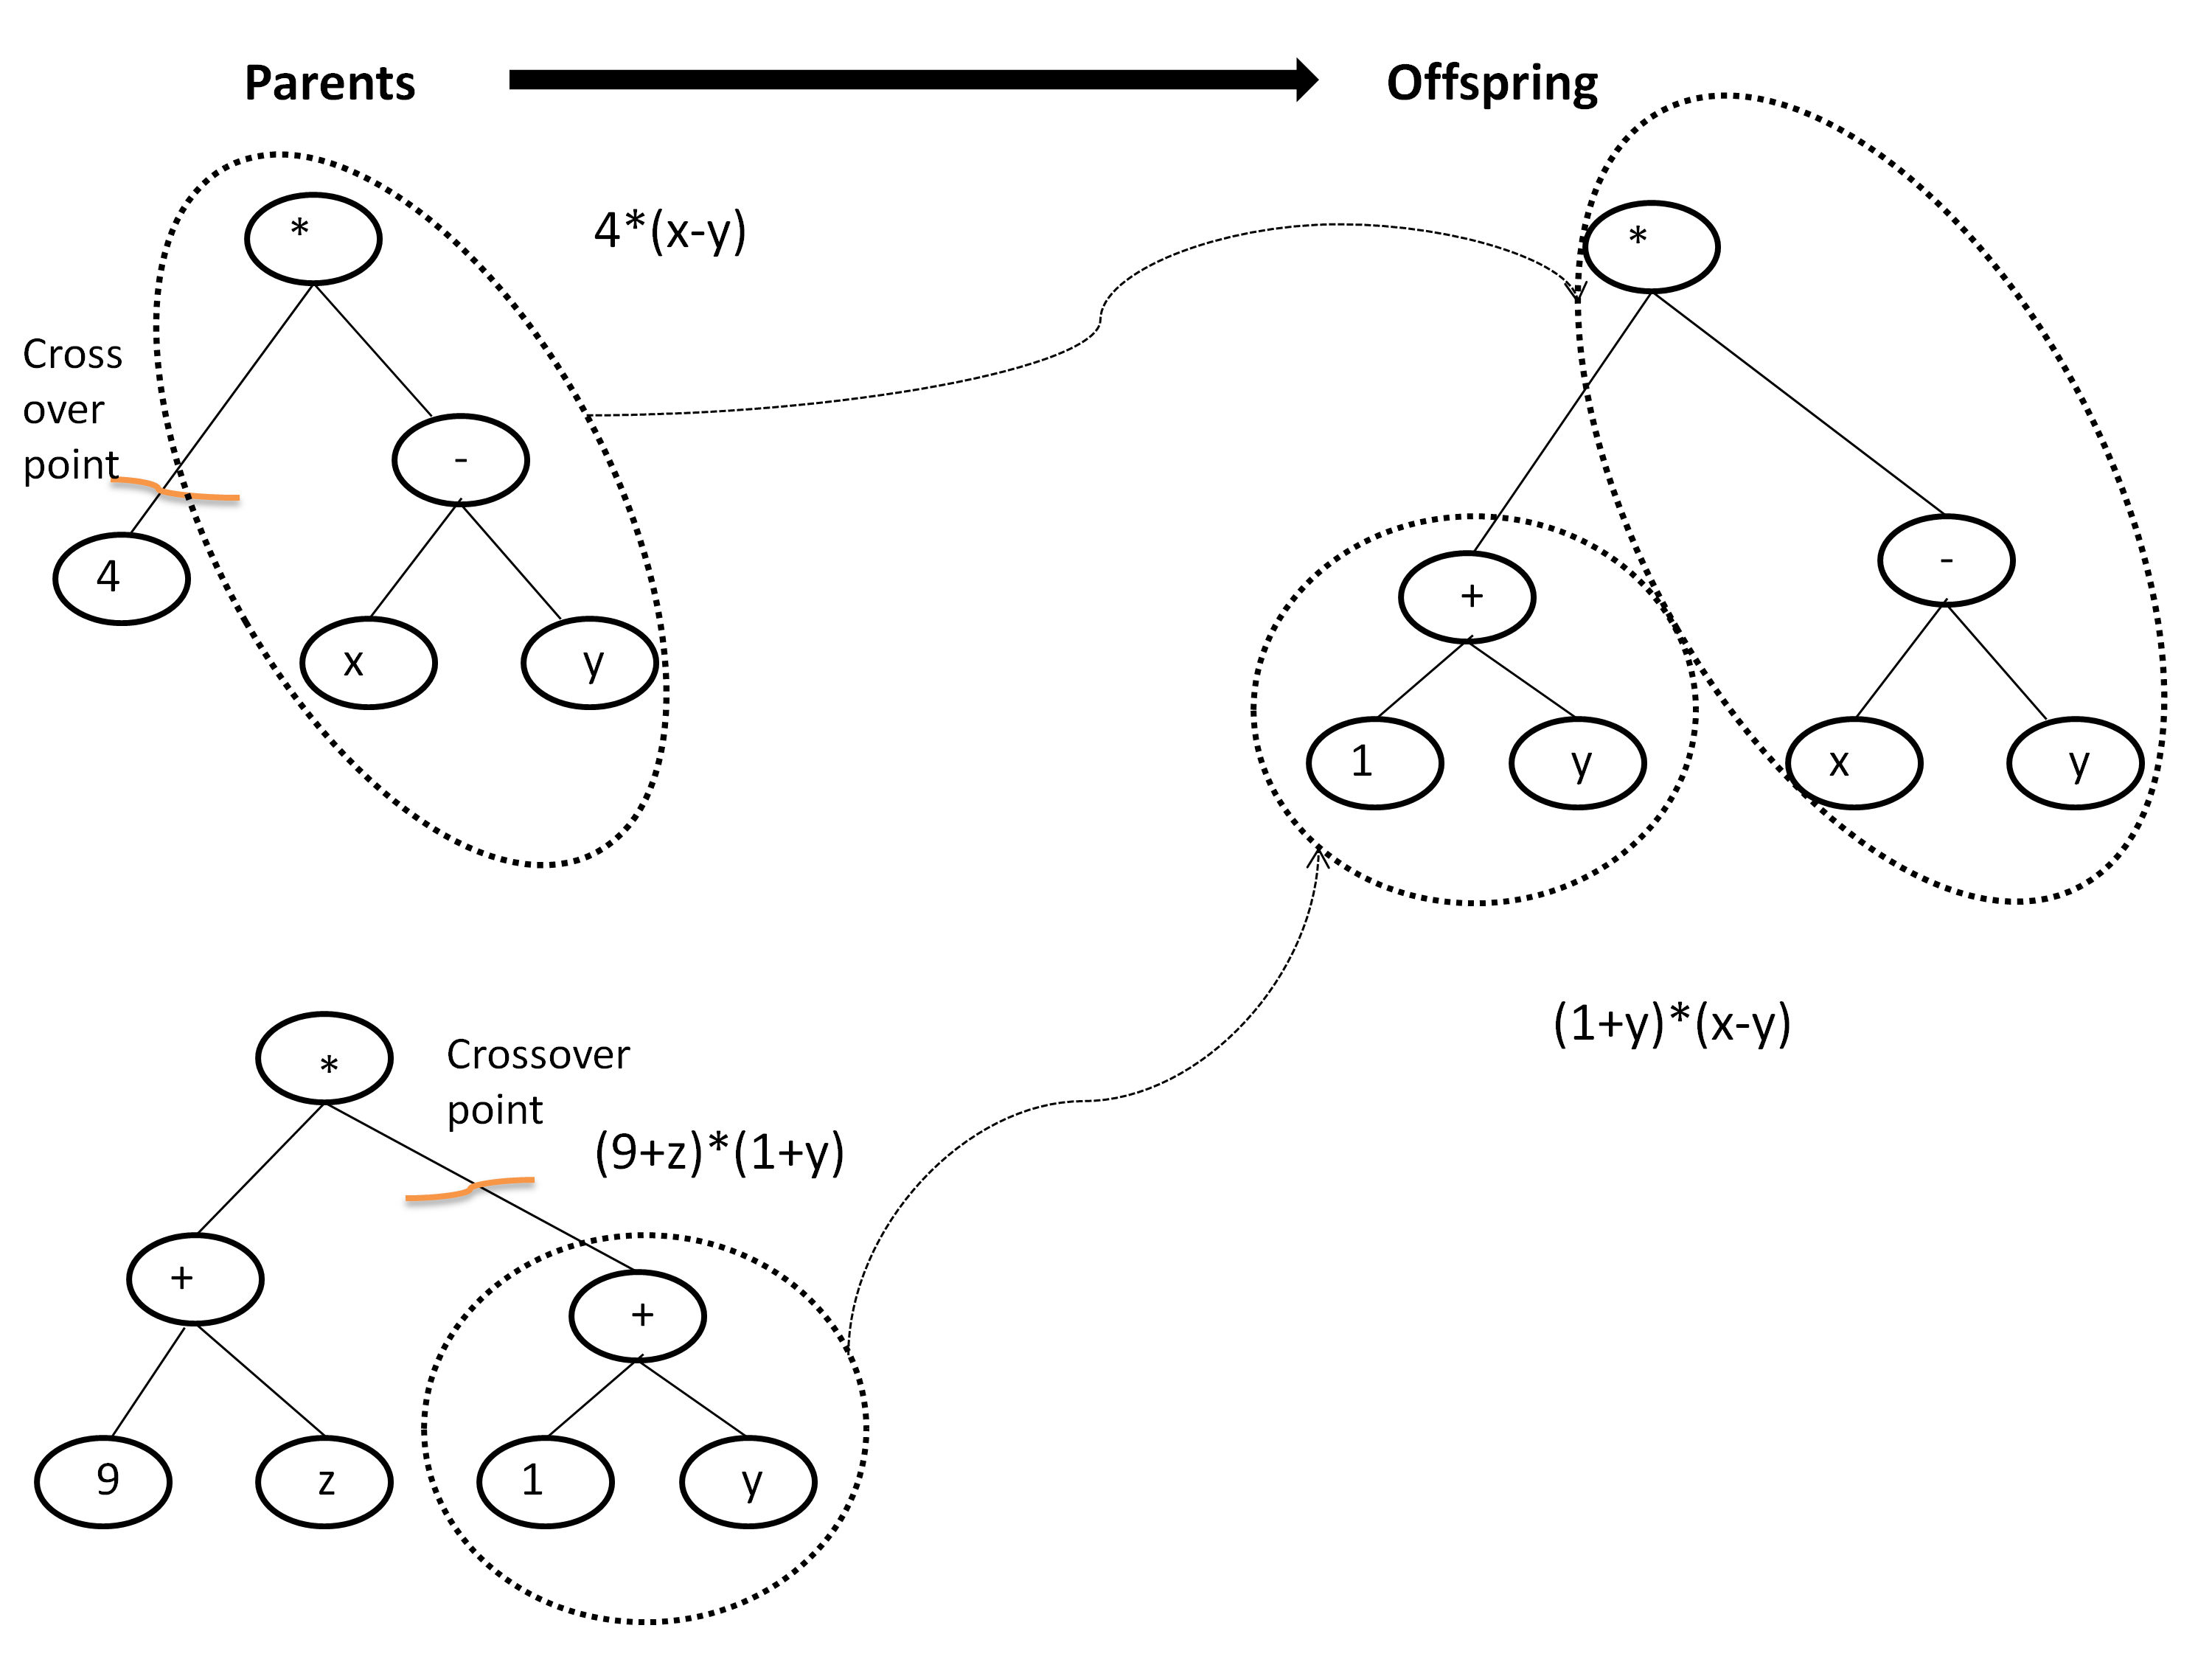 Parents
Offspring
*
4*(x-y)
*
Cross
over
point
-
4
x
y
-
+
1
y
x
y
(1+y)*(x-y)
*
Crossover
point
(9+z)*(1+y)
+
+
9
z
1
y